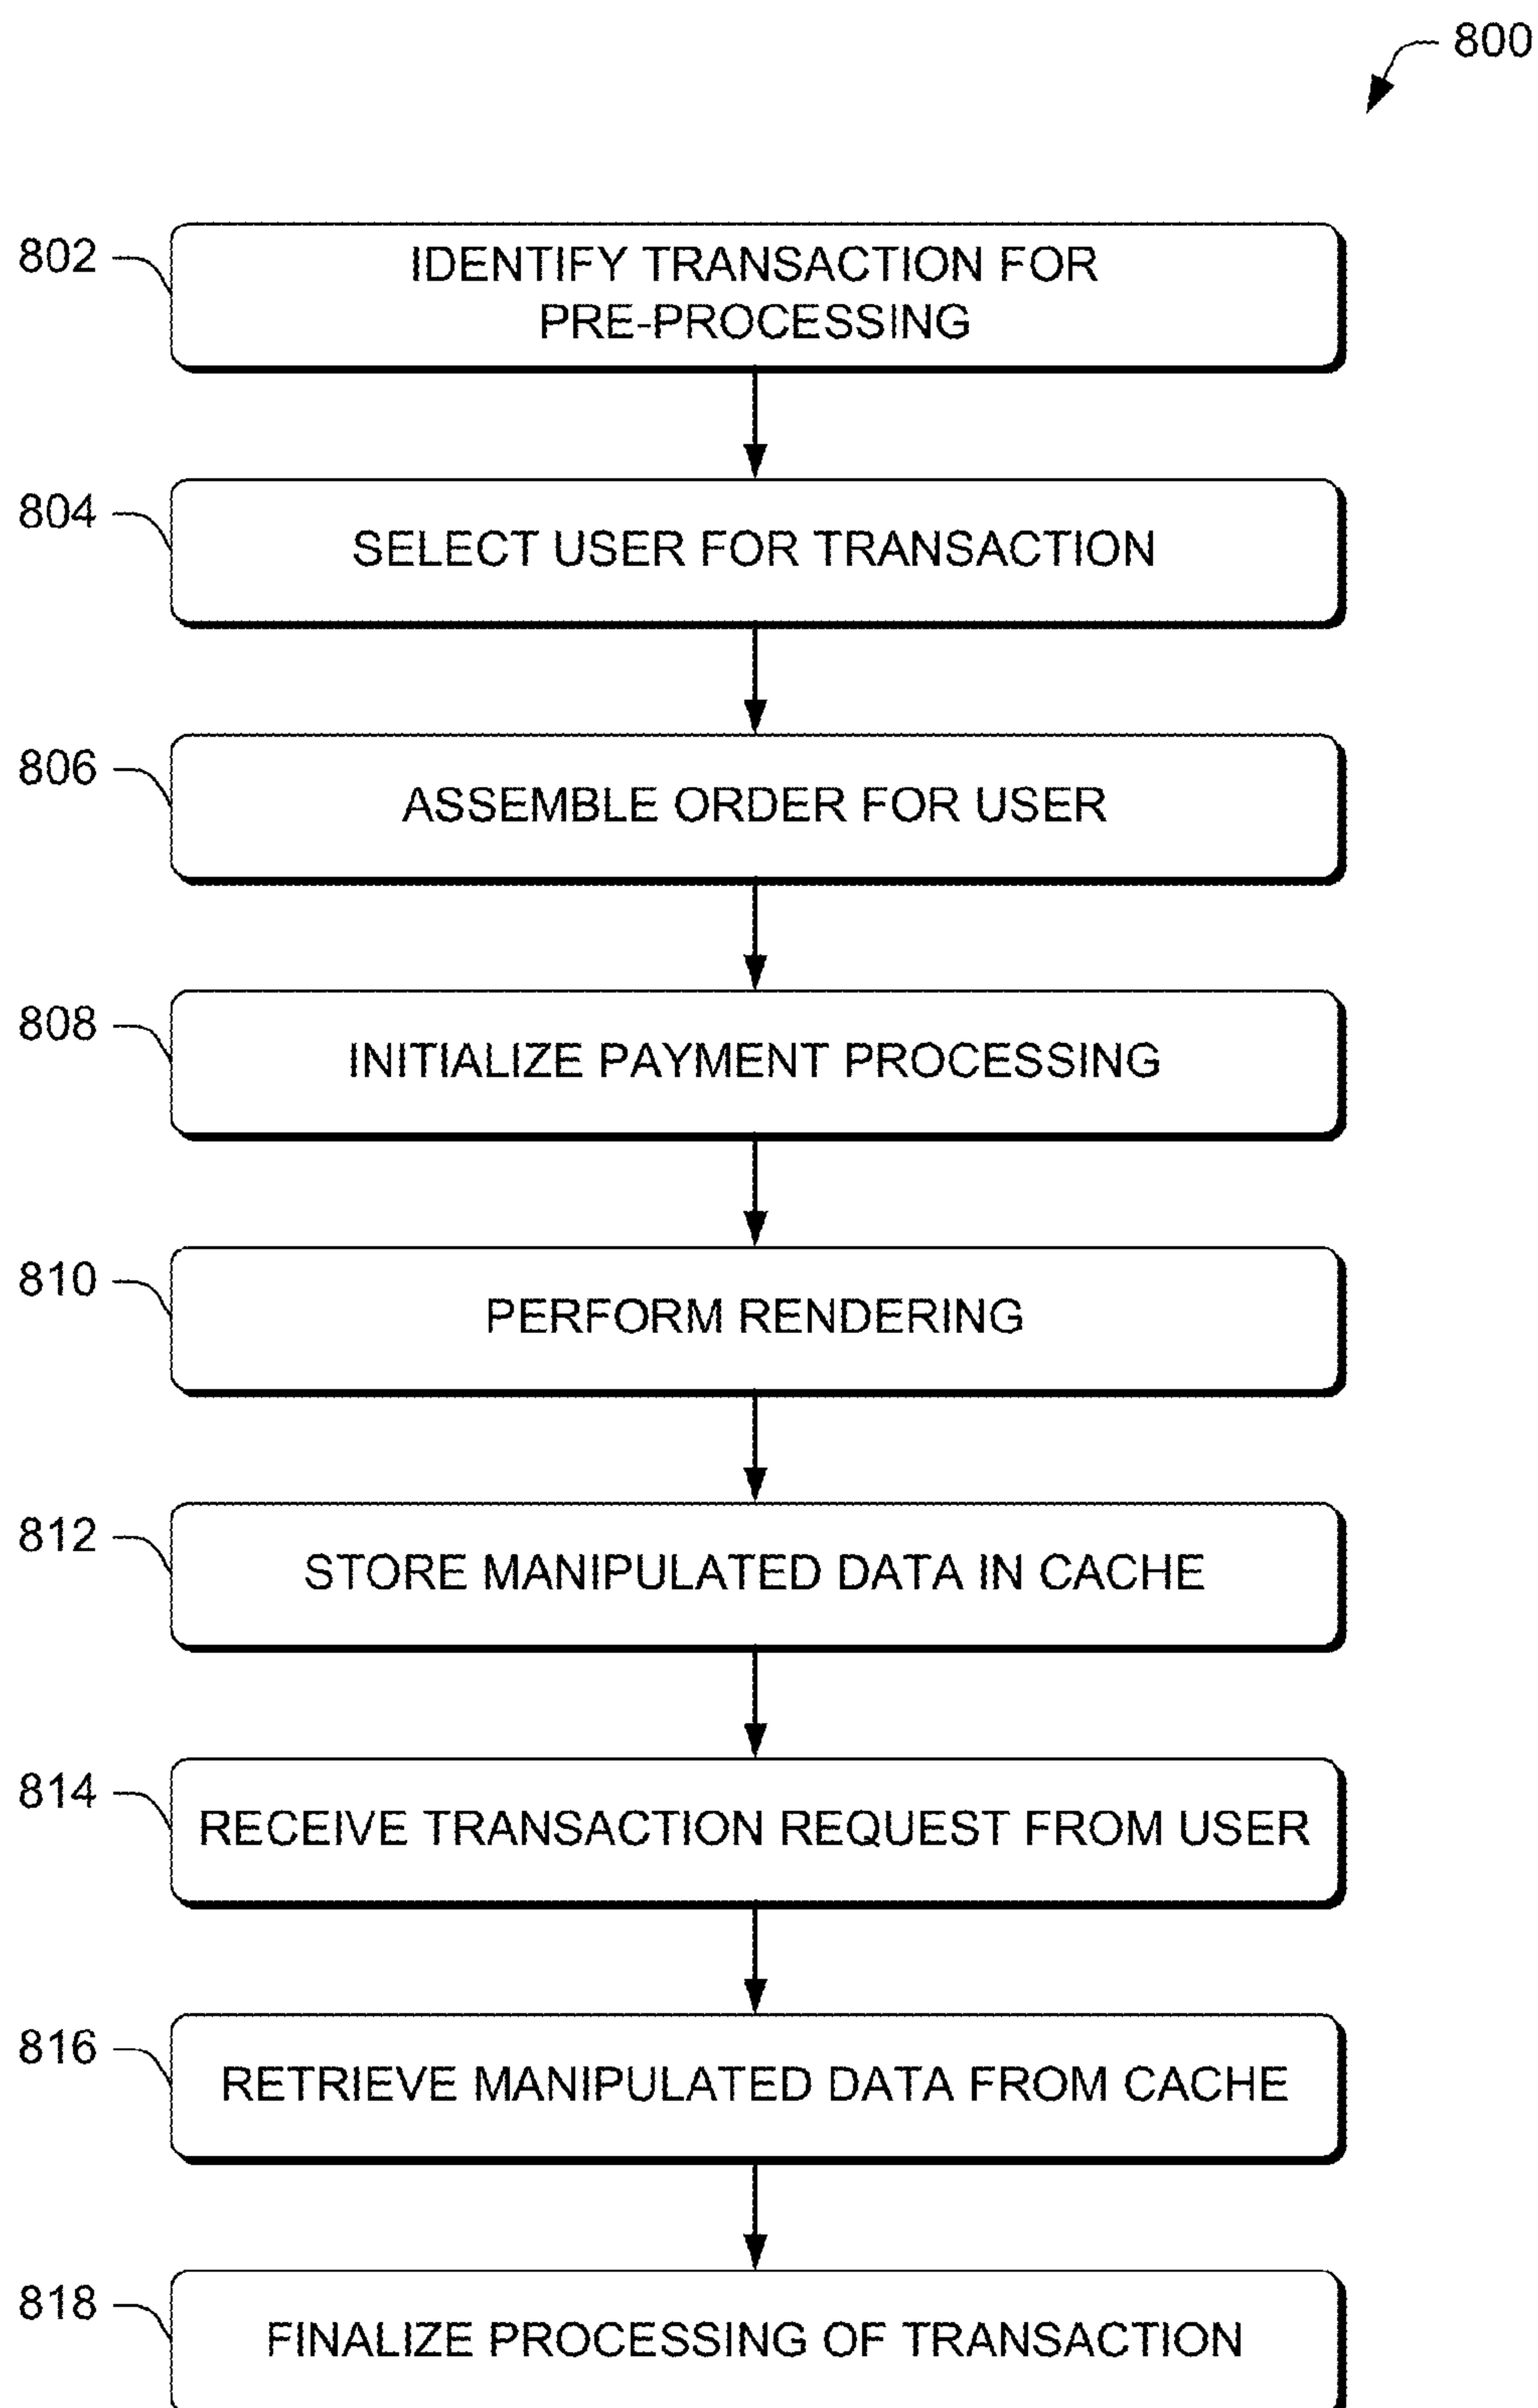 800
802
IDENTIFY TRANSACTION FOR
PRE-PROCESSING
804
SELECT USER FOR TRANSACTION
806
ASSEMBLE ORDER FOR USER
808
INITIALIZE PAYMENT PROCESSING
810
PERFORM RENDERING
812
STORE MANIPULATED DATA IN CACHE
814
RECEIVE TRANSACTION REQUEST FROM USER
816
RETRIEVE MANIPULATED DATA FROM CACHE
818
FINALIZE PROCESSING OF TRANSACTION